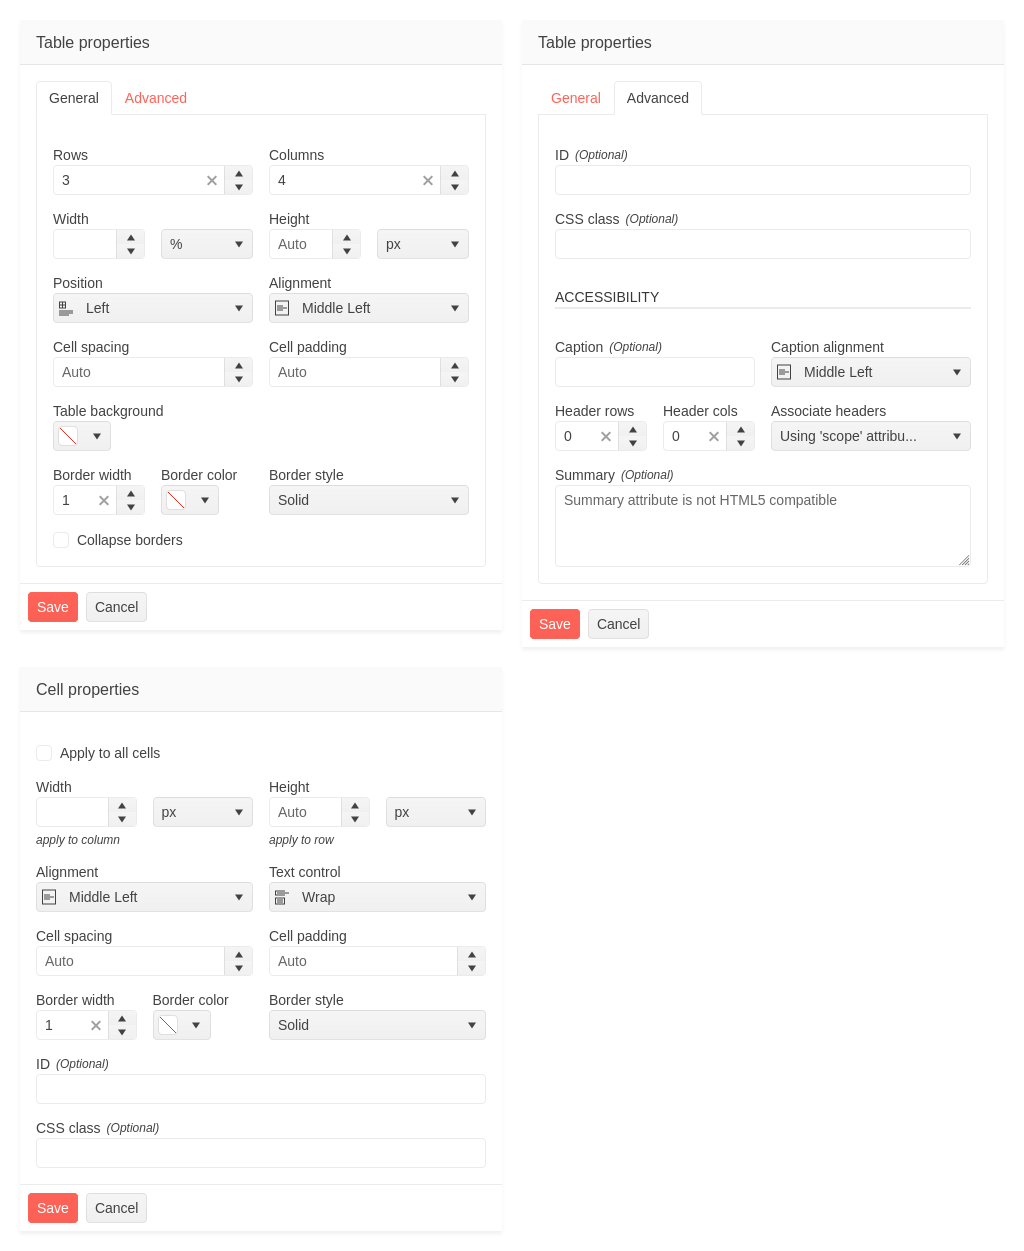 Table properties
General Advanced
Rows Columns
3 4
Width Height
% Auto px
Position Alignment
Left Middle Left
Cell spacing Cell padding
Auto Auto
Table background
Border width Border color Border style
1 Solid
Collapse borders
Save Cancel
Table properties
General Advanced
ID (Optional)
CSS class (Optional)
ACCESSIBILITY
Caption (Optional) Caption alignment
Middle Left
Header rows Header cols Associate headers
0 0 Using 'scope' attribu...
Summary (Optional)
Summary attribute is not HTML5 compatible
Save Cancel
Cell properties
Apply to all cells
Width Height
px Auto px
apply to column apply to row
Alignment Text control
Middle Left Wrap
Cell spacing Cell padding
Auto Auto
Border width Border color Border style
1 Solid
ID (Optional)
CSS class (Optional)
Save Cancel